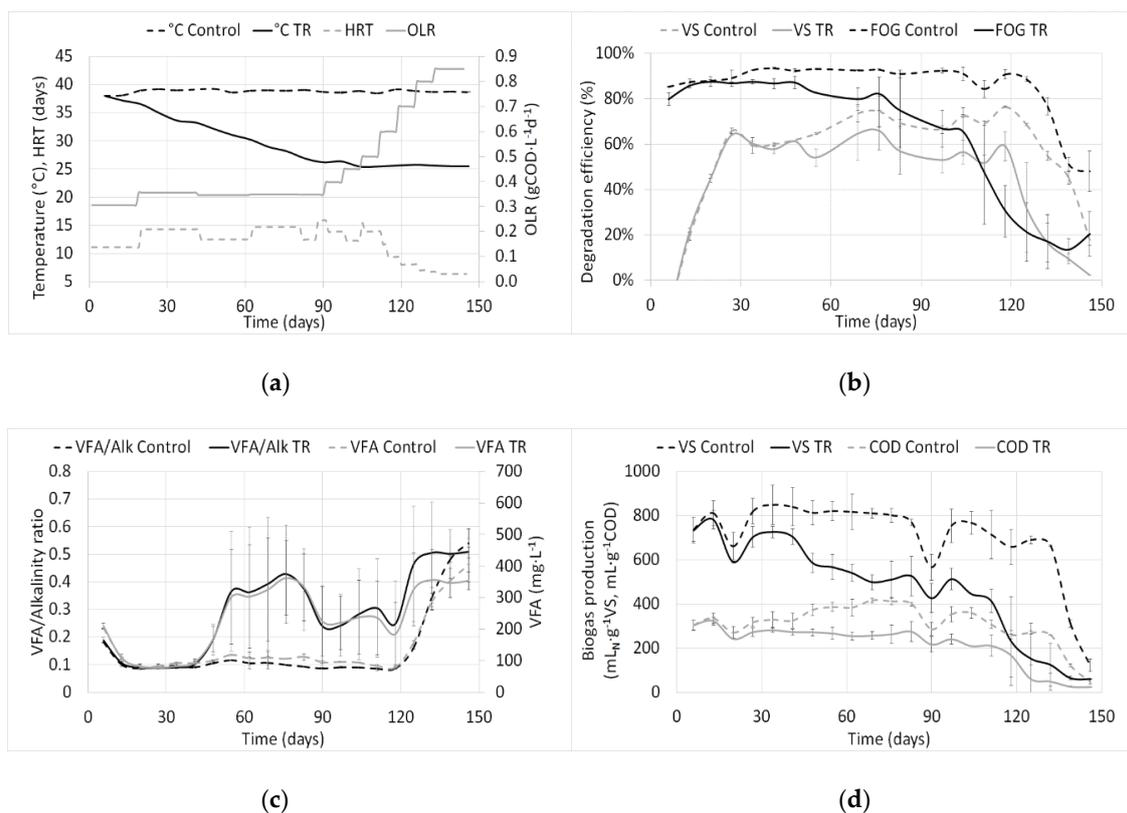 °C Control °C TR HRT OLR
45
40
35
30
25
20
15
10
5
0.9
0.8
0.7
0.6
0.5
0.4
0.3
0.2
0.1
0.0
Temperature (°C), HRT (days)
OLR
(gCOD·L⁻¹d⁻¹)
0 30 60 90 120 150
Time (days)
(a)
VS Control VS TR FOG Control FOG TR
100%
80%
60%
40%
20%
0%
Degradation efficiency (%)
0 30 60 90 120 150
Time (days)
(b)
VFA/Alk Control VFA/Alk TR VFA Control VFA TR
0.8
0.7
0.6
0.5
0.4
0.3
0.2
0.1
0
700
600
500
400
300
200
100
0
VFA/Alkalinity ratio
VFA (mg·L⁻¹)
0 30 60 90 120 150
Time (days)
(c)
VS Control VS TR COD Control COD TR
1000
800
600
400
200
0
Biogas production
(mL_N·g⁻¹VS, mL·g⁻¹COD)
0 30 60 90 120 150
Time (days)
(d)